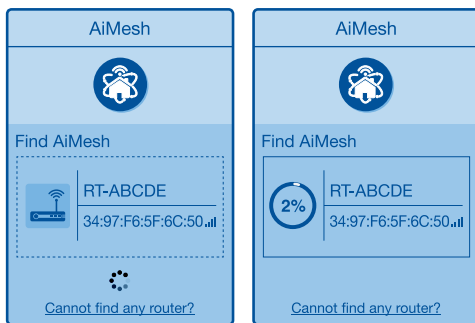 AiMesh
Find AiMesh
RT-ABCDE
34:97:F6:5F:6C:50
Cannot find any router?
AiMesh
Find AiMesh
2%
RT-ABCDE
34:97:F6:5F:6C:50
Cannot find any router?